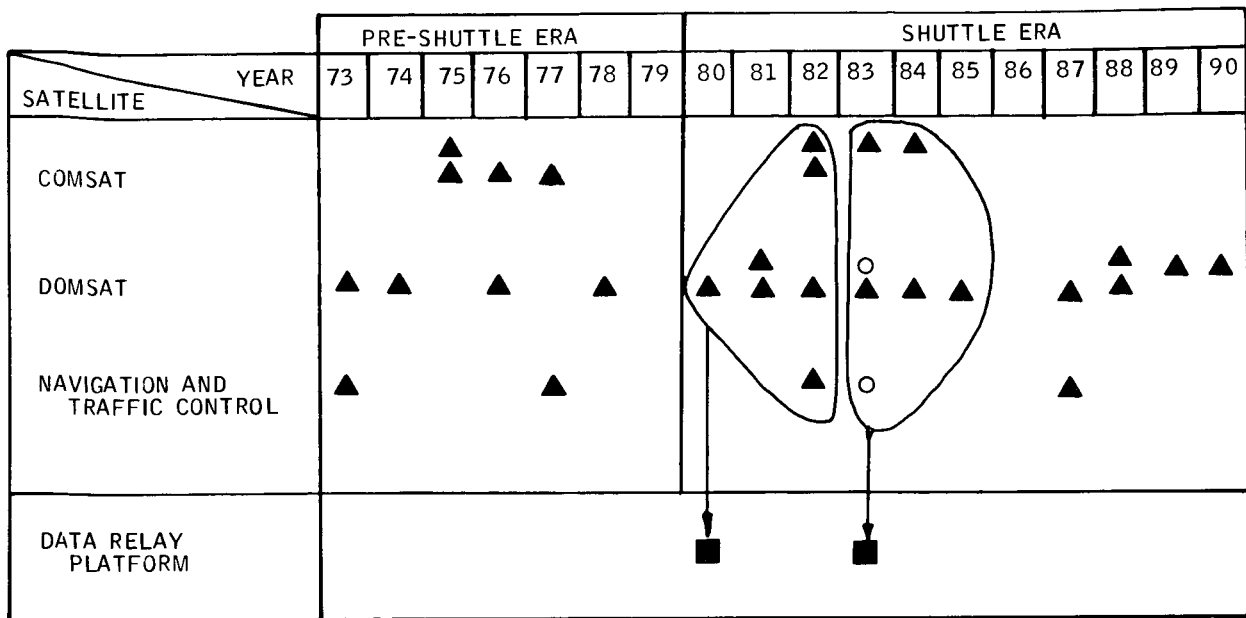 PRE-SHUTTLE ERA SHUTTLE ERA
YEAR 73 74 75 76 77 78 79 80 81 82 83 84 85 86 87 88 89 90
SATELLITE
COMSAT
DOMSAT
NAVIGATION AND
TRAFFIC CONTROL
DATA RELAY
PLATFORM